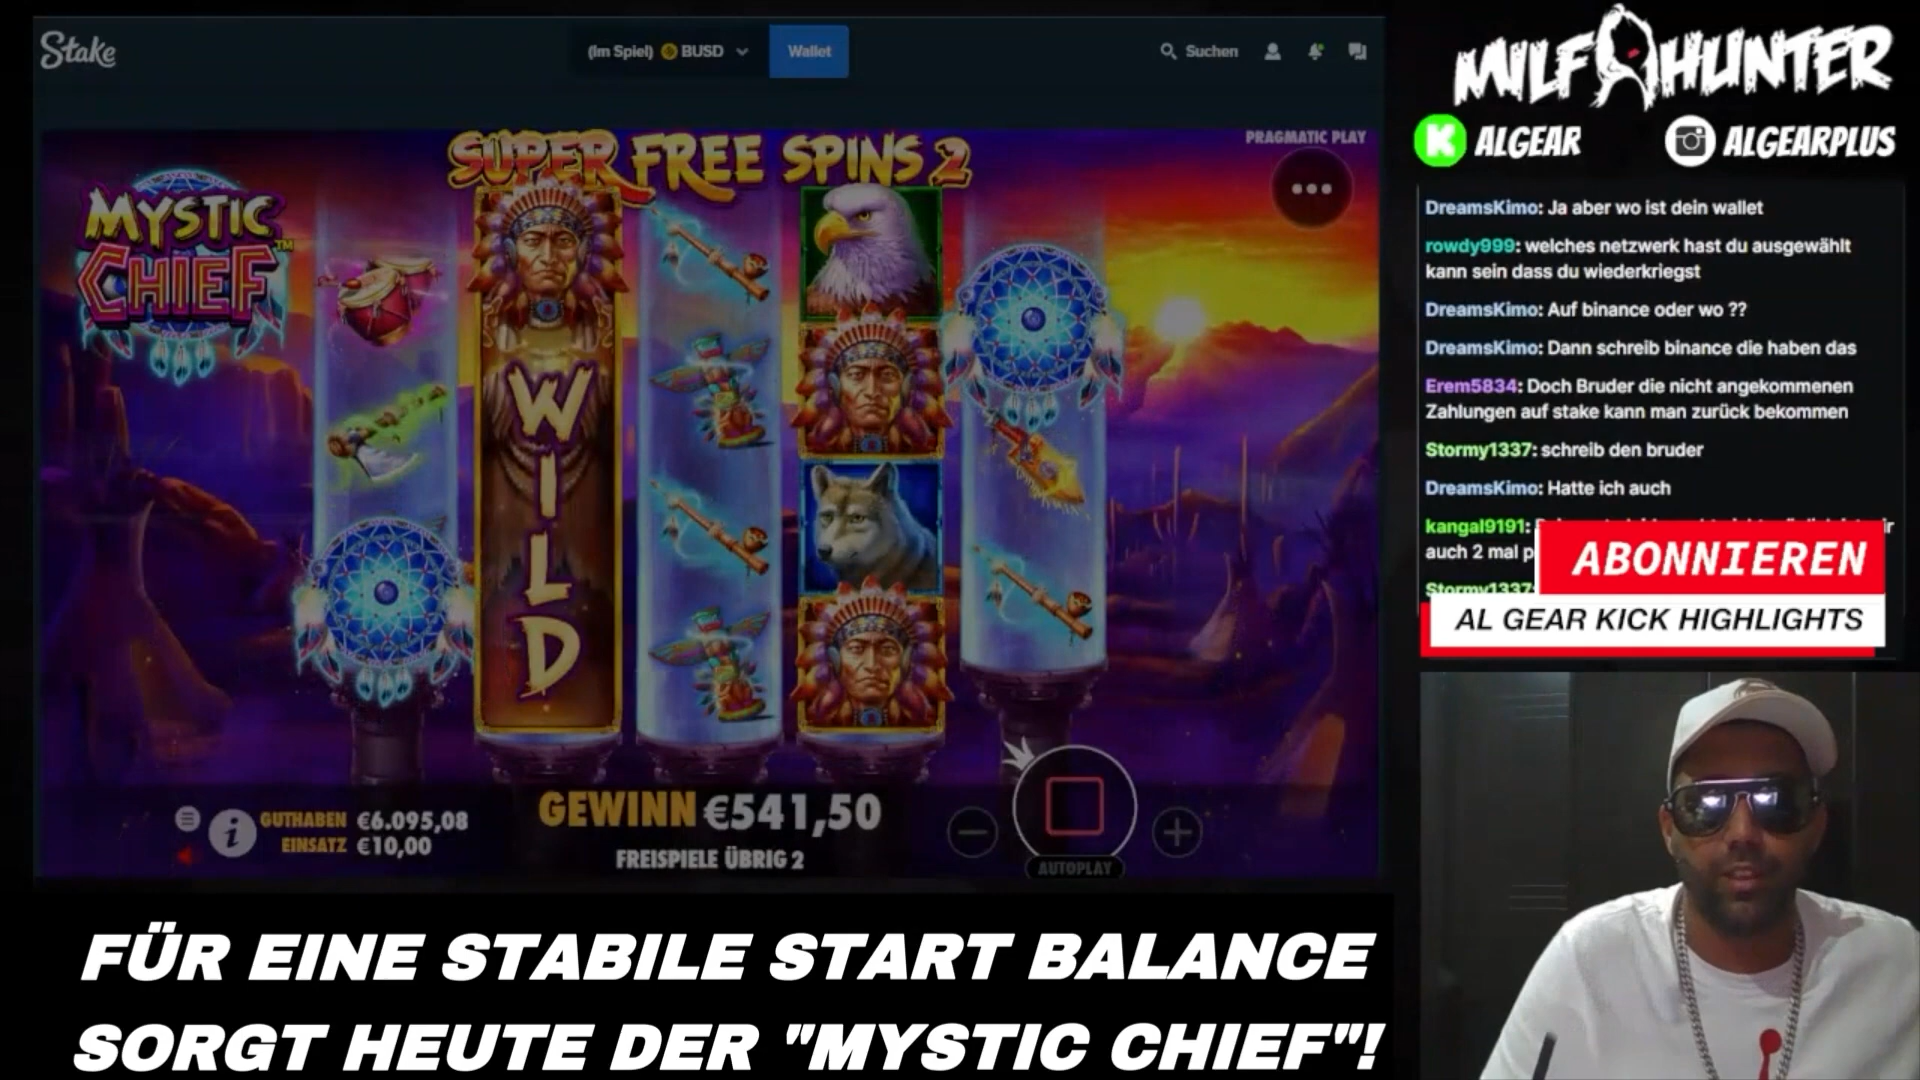 Stake
(Im Spiel) BUSD
Wallet
Suchen
MYSTIC
CHIEF™
SUPER FREE SPINS 2
PRAGMATIC PLAY
WILD
GUTHABEN €6.095,08
EINSATZ €10,00
GEWINN €541,50
FREISPIELE ÜBRIG 2
AUTOPLAY
FÜR EINE STABILE START BALANCE
SORGT HEUTE DER "MYSTIC CHIEF"!
MILF HUNTER
K ALGEAR
ALGEARPLUS
DreamsKimo: Ja aber wo ist dein wallet
rowdy999: welches netzwerk hast du ausgewählt
kann sein dass du wiederkriegst
DreamsKimo: Auf binance oder wo ??
DreamsKimo: Dann schreib binance die haben das
Erem5834: Doch Bruder die nicht angekommenen
Zahlungen auf stake kann man zurück bekommen
Stormy1337: schreib den bruder
DreamsKimo: Hatte ich auch
kangal9191:
auch 2 mal
Stormy1337:
ABONNIEREN
AL GEAR KICK HIGHLIGHTS